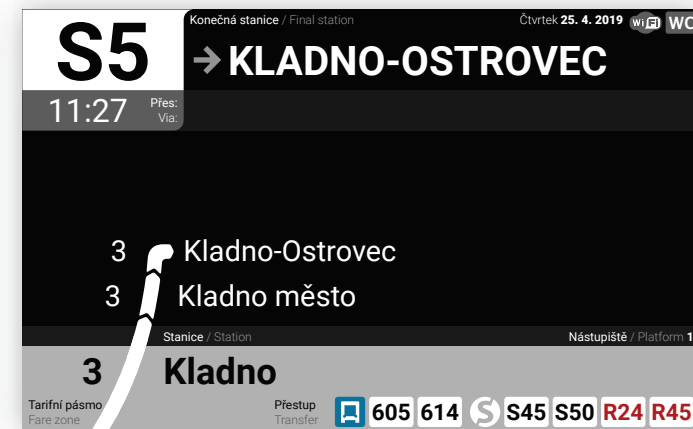 S5
Konečná stanice / Final station
Čtvrtek 25. 4. 2019
WiFi
WC
→ KLADNO-OSTROVEC
11:27
Přes:
Via:
3 Kladno-Ostrovec
3 Kladno město
Stanice / Station
Nástupiště / Platform 1
3 Kladno
Tarifní pásmo
Fare zone
Přestup
Transfer
605 614 S S45 S50 R24 R45